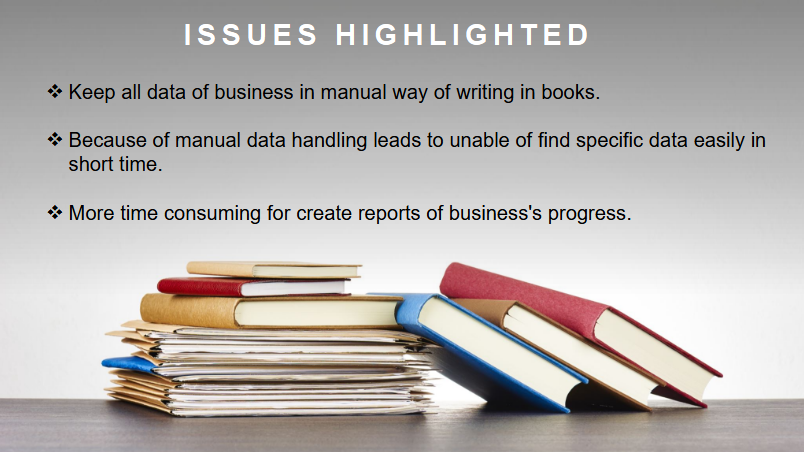 ISSUES HIGHLIGHTED
❖ Keep all data of business in manual way of writing in books.
❖ Because of manual data handling leads to unable of find specific data easily in
short time.
❖ More time consuming for create reports of business's progress.